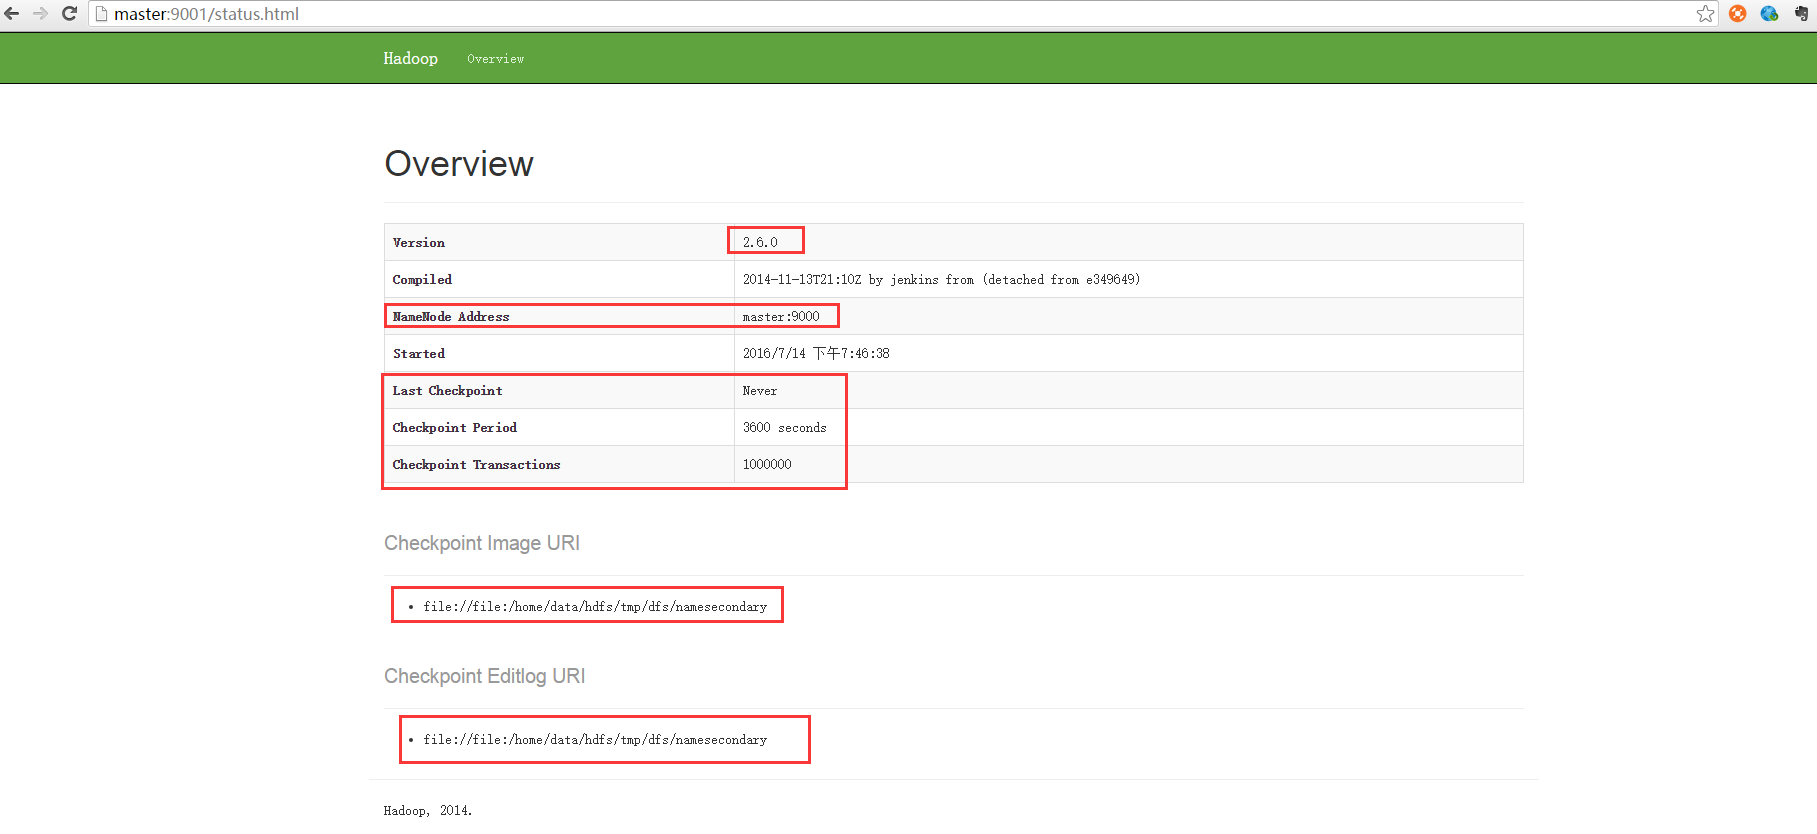 master:9001/status.html
Hadoop Overview
Overview
Version 2.6.0
Compiled 2014-11-13T21:10Z by jenkins from (detached from e349649)
NameNode Address master:9000
Started 2016/7/14 下午7:46:38
Last Checkpoint Never
Checkpoint Period 3600 seconds
Checkpoint Transactions 1000000
Checkpoint Image URI
• file://file:/home/data/hdfs/tmp/dfs/namesecondary
Checkpoint Editlog URI
• file://file:/home/data/hdfs/tmp/dfs/namesecondary
Hadoop, 2014.